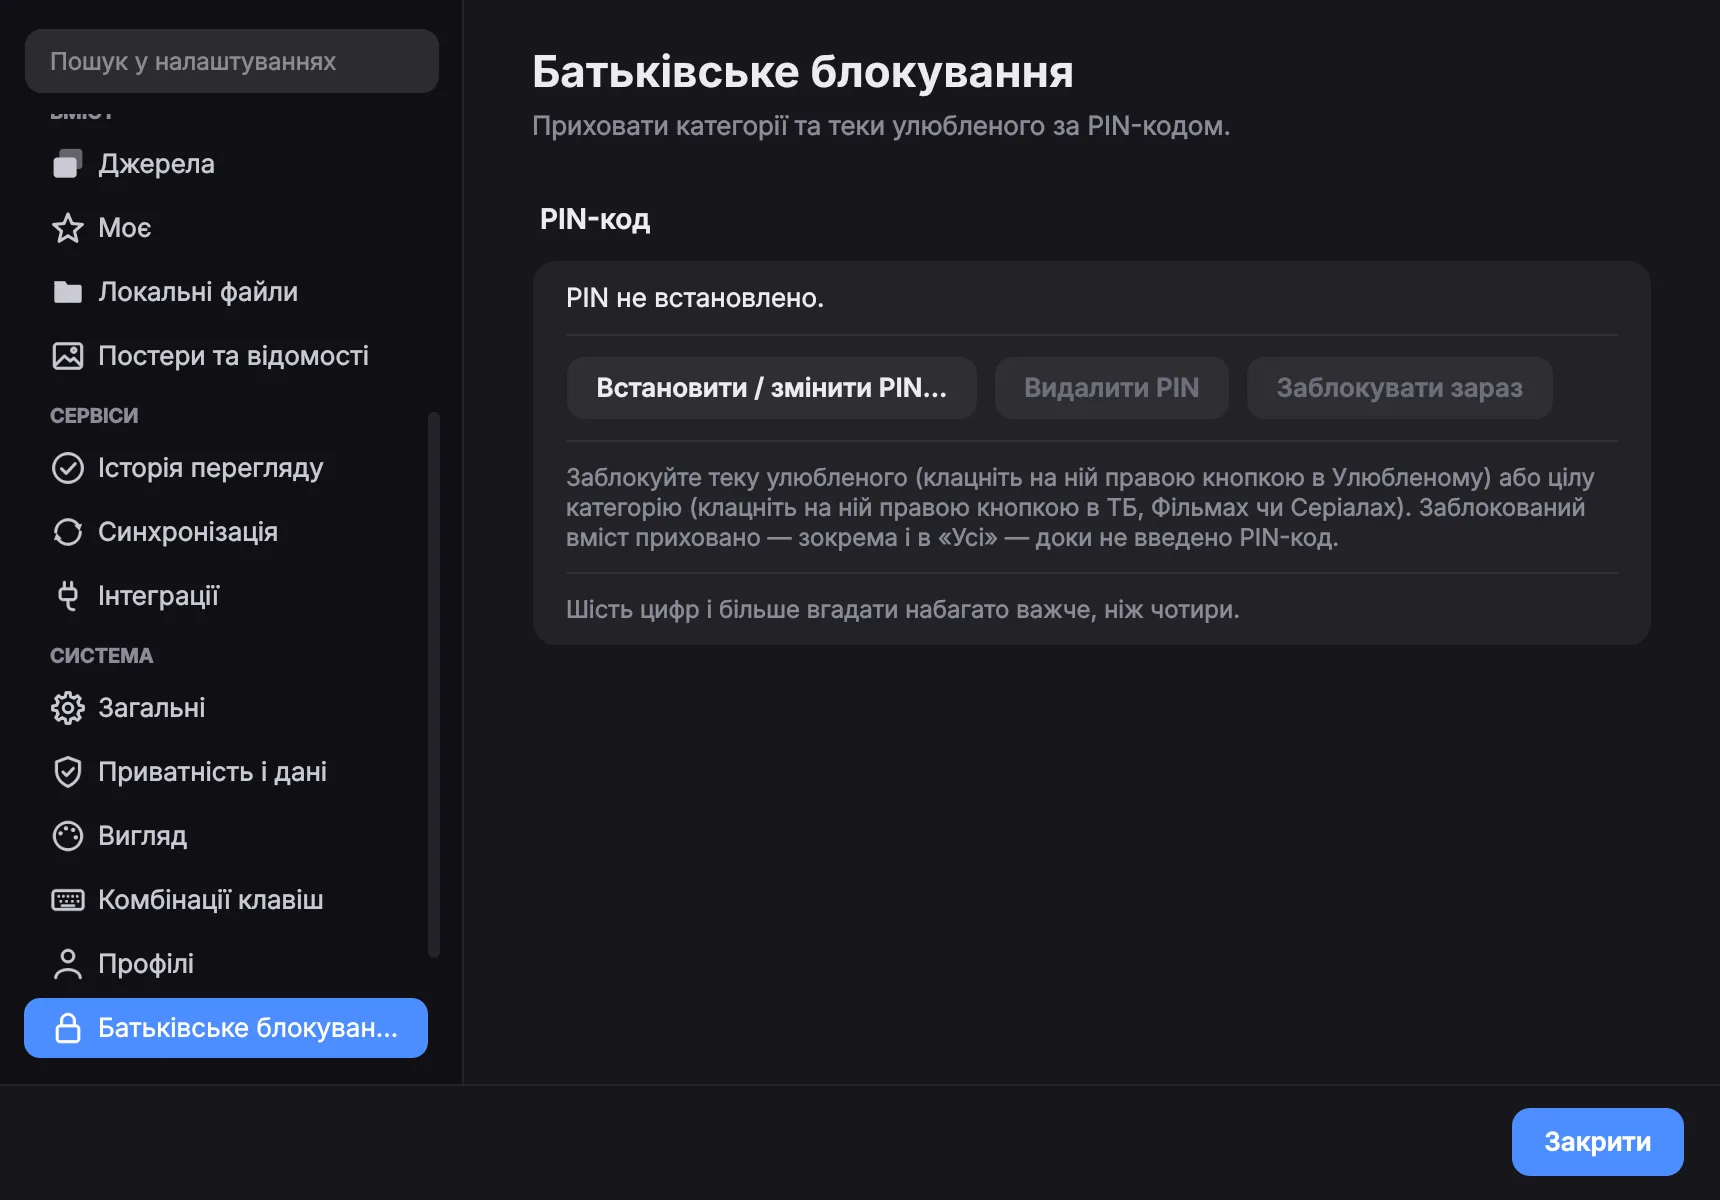 Пошук у налаштуваннях
Джерела
Моє
Локальні файли
Постери та відомості
СЕРВІСИ
Історія перегляду
Синхронізація
Інтеграції
СИСТЕМА
Загальні
Приватність і дані
Вигляд
Комбінації клавіш
Профілі
Батьківське блокуван...
Батьківське блокування
Приховати категорії та теки улюбленого за PIN-кодом.
PIN-код
PIN не встановлено.
Встановити / змінити PIN...
Видалити PIN
Заблокувати зараз
Заблокуйте теку улюбленого (клацніть на ній правою кнопкою в Улюбленому) або цілу
категорію (клацніть на ній правою кнопкою в ТБ, Фільмах чи Серіалах). Заблокований
вміст приховано — зокрема і в «Усі» — доки не введено PIN-код.
Шість цифр і більше вгадати набагато важче, ніж чотири.
Закрити